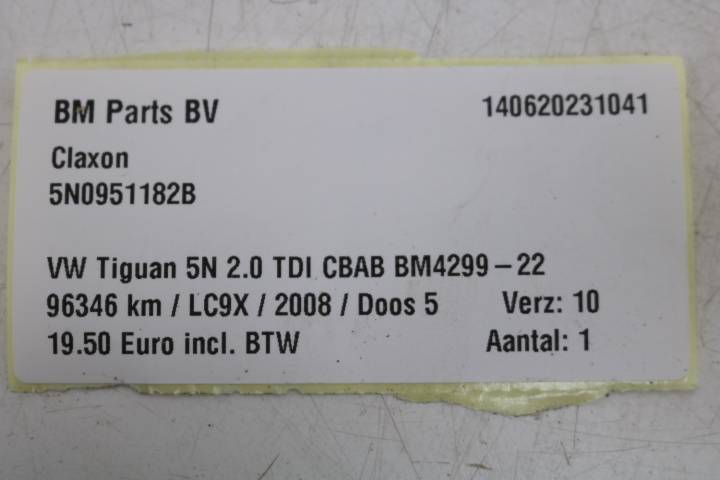 BM Parts BV 140620231041
Claxon
5N0951182B
VW Tiguan 5N 2.0 TDI CBAB BM4299-22
96346 km / LC9X / 2008 / Doos 5 Verz: 10
19.50 Euro incl. BTW Aantal: 1